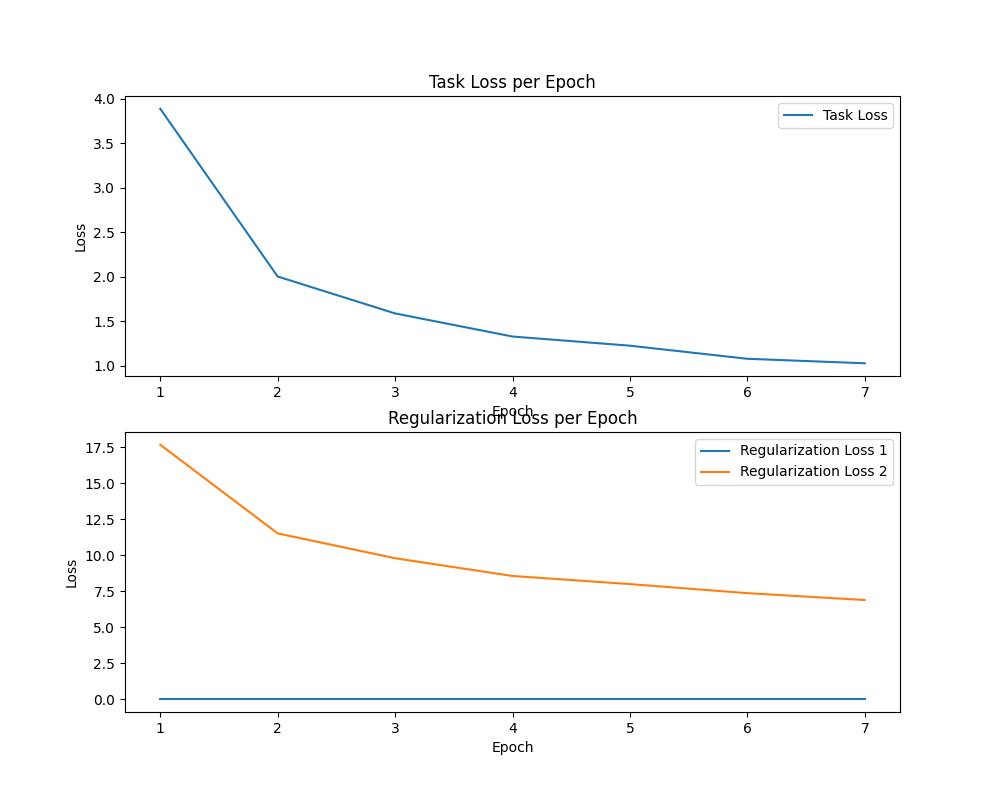 Task Loss per Epoch
4.0
3.5
3.0
2.5
2.0
1.5
1.0
Loss
Task Loss
1 2 3 4 5 6 7
Epoch
Regularization Loss per Epoch
17.5
15.0
12.5
10.0
7.5
5.0
2.5
0.0
Loss
Regularization Loss 1
Regularization Loss 2
1 2 3 4 5 6 7
Epoch